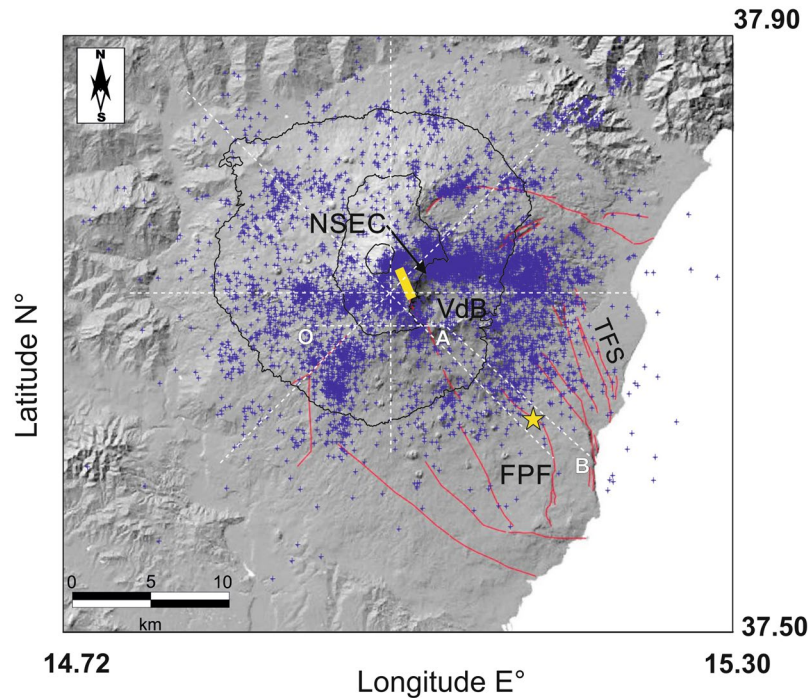 37.90
N
S
NSEC
VdB
O
A
TFS
Latitude N°
B
FPF
0 5 10
km
37.50
14.72
15.30
Longitude E°